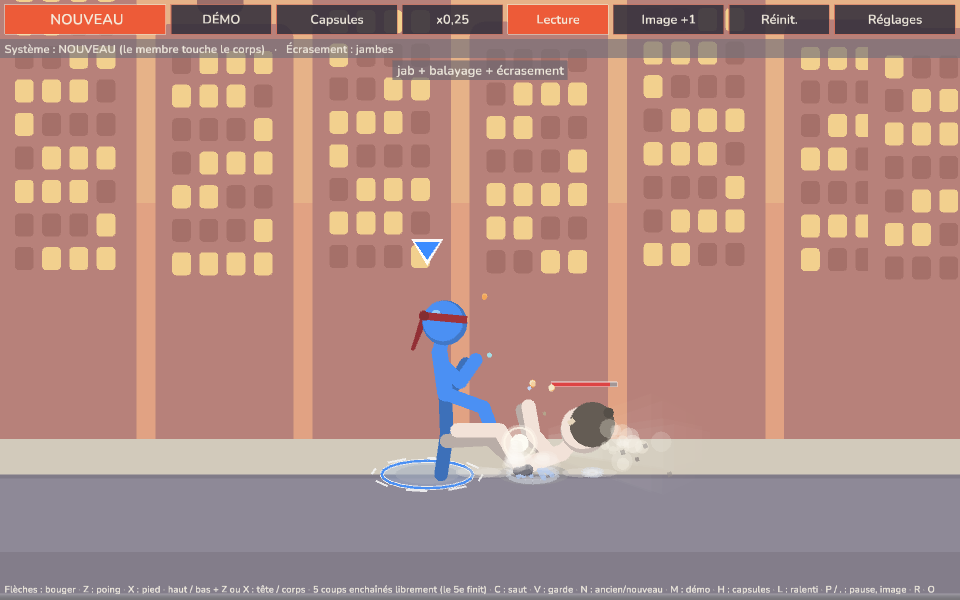 NOUVEAU
DÉMO
Capsules
x0,25
Lecture
Image +1
Réinit.
Réglages
Système : NOUVEAU (le membre touche le corps) · Écrasement : jambes
jab + balayage + écrasement
Flèches : bouger · Z : poing · X : pied · haut / bas + Z ou X : tête / corps · 5 coups enchaînés librement (le 5e finit) · C : saut · V : garde · N : ancien/nouveau · M : démo · H : capsules · L : ralenti · P / , . : pause, image · R · O